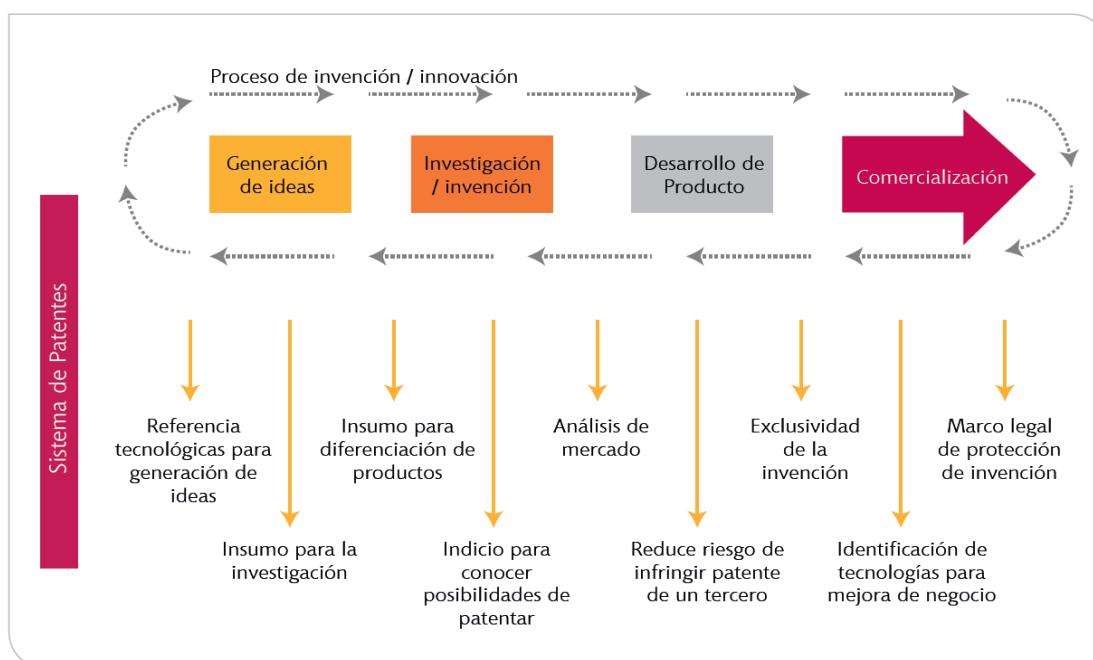 Proceso de invención / innovación
Generación
de ideas
Investigación
/ invención
Desarrollo de
Producto
Comercialización
Sistema de Patentes
Referencia
tecnológicas para
generación de
ideas
Insumo para
diferenciación de
productos
Análisis de
mercado
Exclusividad
de la
invención
Marco legal
de protección
de invención
Insumo para la
investigación
Indicio para
conocer
posibilidades de
patentar
Reduce riesgo de
infringir patente
de un tercero
Identificación de
tecnologías para
mejora de negocio